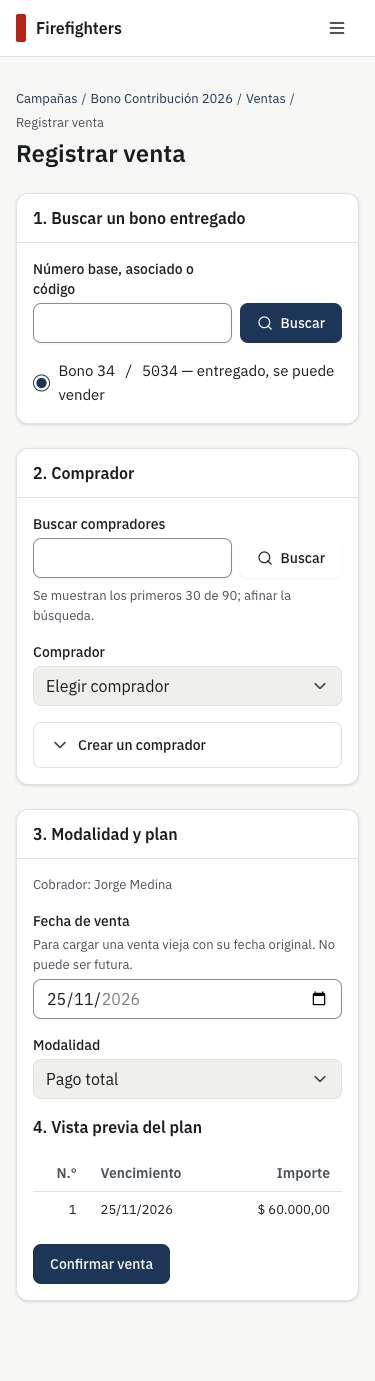 Firefighters
Campañas / Bono Contribución 2026 / Ventas /
Registrar venta
Registrar venta
1. Buscar un bono entregado
Número base, asociado o
código
Buscar
Bono 34 / 5034 — entregado, se puede
vender
2. Comprador
Buscar compradores
Buscar
Se muestran los primeros 30 de 90; afinar la
búsqueda.
Comprador
Elegir comprador
Crear un comprador
3. Modalidad y plan
Cobrador: Jorge Medina
Fecha de venta
Para cargar una venta vieja con su fecha original. No
puede ser futura.
25/11/2026
Modalidad
Pago total
4. Vista previa del plan
N.º Vencimiento Importe
1 25/11/2026 $ 60.000,00
Confirmar venta